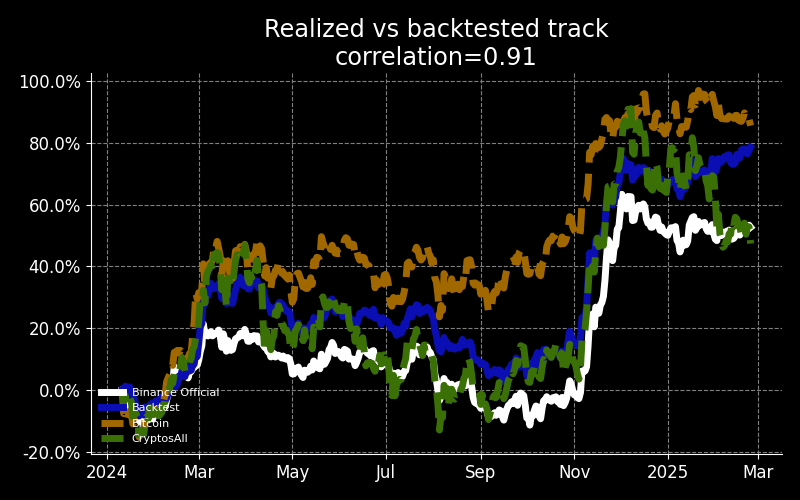 Realized vs backtested track
correlation=0.91
100.0%
80.0%
60.0%
40.0%
20.0%
0.0%
-20.0%
Binance Official
Backtest
Bitcoin
CryptosAll
2024 Mar May Jul Sep Nov 2025 Mar